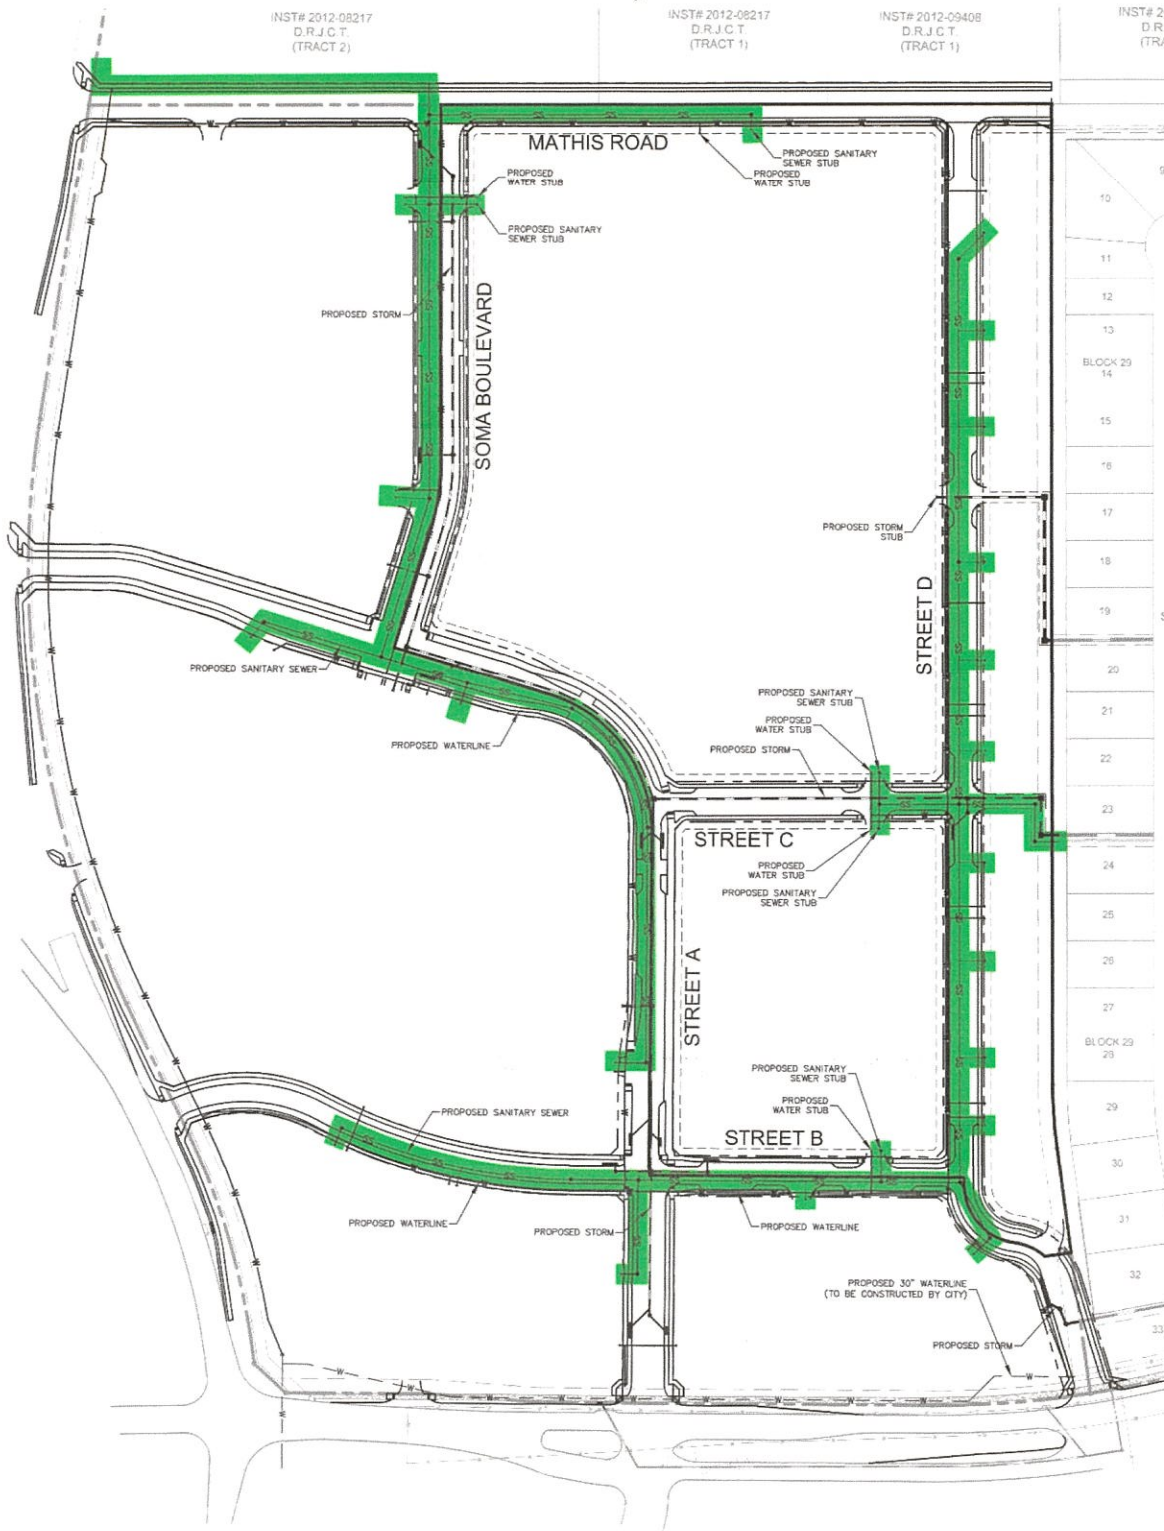 INST# 2012-08217
D.R.J.C.T.
(TRACT 2)
INST# 2012-08217
D.R.J.C.T.
(TRACT 1)
INST# 2012-09408
D.R.J.C.T.
(TRACT 1)
INST# 2
D.R
(TRA
MATHIS ROAD
PROPOSED SANITARY
SEWER STUB
PROPOSED
WATER STUB
PROPOSED
WATER STUB
PROPOSED SANITARY
SEWER STUB
PROPOSED STORM
SOMA BOULEVARD
10
11
12
13
BLOCK 29
14
15
16
17
18
19
20
21
22
23
24
25
26
27
BLOCK 29
28
29
30
31
32
33
PROPOSED STORM
STUB
STREET D
PROPOSED SANITARY SEWER
PROPOSED WATERLINE
PROPOSED SANITARY
SEWER STUB
PROPOSED
WATER STUB
PROPOSED STORM
STREET C
PROPOSED
WATER STUB
PROPOSED SANITARY
SEWER STUB
STREET A
PROPOSED SANITARY
SEWER STUB
PROPOSED
WATER STUB
STREET B
PROPOSED SANITARY SEWER
PROPOSED WATERLINE
PROPOSED STORM
PROPOSED WATERLINE
PROPOSED 30" WATERLINE
(TO BE CONSTRUCTED BY CITY)
PROPOSED STORM